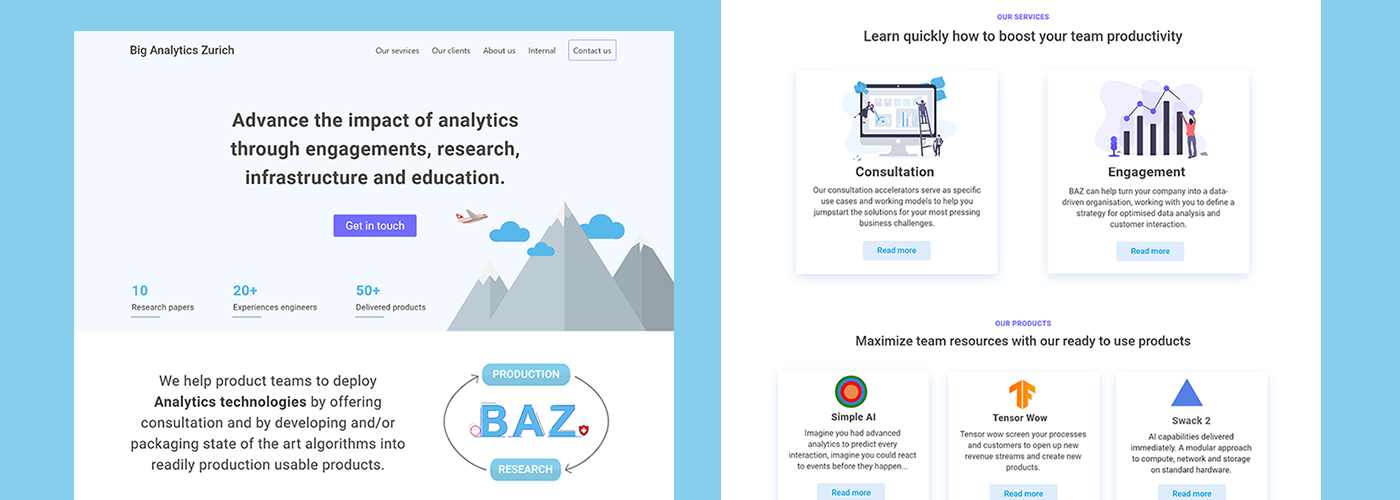 Big Analytics Zurich
Our sevrices Our clients About us Internal Contact us
Advance the impact of analytics
through engagements, research,
infrastructure and education.
Get in touch
10 20+ 50+
Research papers Experiences engineers Delivered products
We help product teams to deploy
Analytics technologies by offering
consultation and by developing and/or
packaging state of the art algorithms into
readily production usable products.
PRODUCTION
BAZ
RESEARCH
OUR SERVICES
Learn quickly how to boost your team productivity
Consultation
Our consultation accelerators serve as specific
use cases and working models to help you
jumpstart the solutions for your most pressing
business challenges.
Read more
Engagement
BAZ can help turn your company into a data-
driven organisation, working with you to define a
strategy for optimised data analysis and
customer interaction.
Read more
OUR PRODUCTS
Maximize team resources with our ready to use products
Simple AI
Imagine you had advanced
analytics to predict every
interaction, imagine you could react
to events before they happen...
Read more
Tensor Wow
Tensor wow screen your processes
and customers to open up new
revenue streams and create new
products.
Read more
Swack 2
AI capabilities delivered
immediately. A modular approach
to compute, network and storage
on standard hardware.
Read more